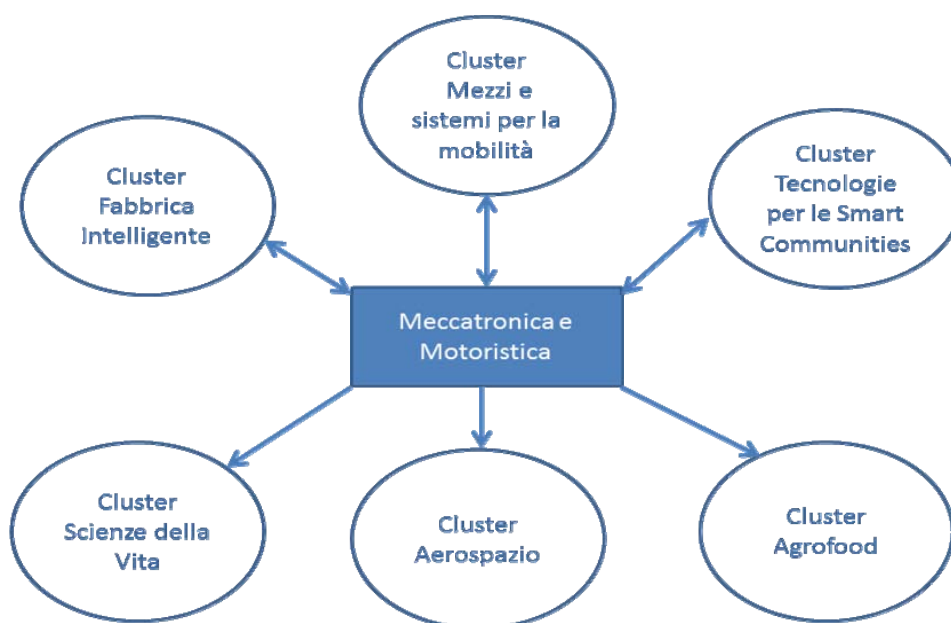 Cluster
Mezzi e
sistemi per la
mobilità
Cluster
Fabbrica
Intelligente
Cluster
Tecnologie
per le Smart
Communities
Meccatronica e
Motoristica
Cluster
Scienze della
Vita
Cluster
Aerospazio
Cluster
Agrofood